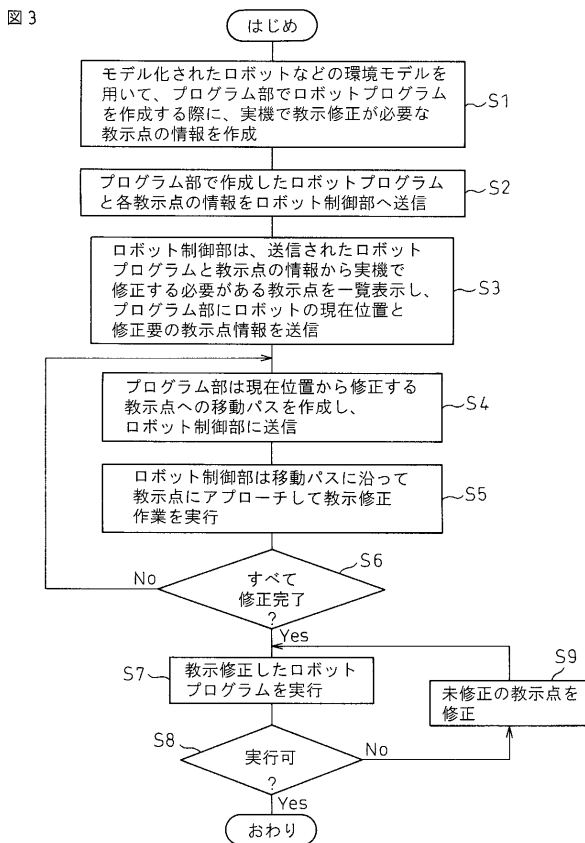 図3
はじめ
モデル化されたロボットなどの環境モデルを
用いて、プログラム部でロボットプログラム
を作成する際に、実機で教示修正が必要な
教示点の情報を作成
S1
プログラム部で作成したロボットプログラム
と各教示点の情報をロボット制御部へ送信
S2
ロボット制御部は、送信されたロボット
プログラムと教示点の情報から実機で
修正する必要がある教示点を一覧表示し、
プログラム部にロボットの現在位置と
修正要の教示点情報を送信
S3
プログラム部は現在位置から修正する
教示点への移動パスを作成し、
ロボット制御部に送信
S4
ロボット制御部は移動パスに沿って
教示点にアプローチして教示修正
作業を実行
S5
S6
No
すべて
修正完了
?
Yes
S7
教示修正したロボット
プログラムを実行
S9
未修正の教示点を
修正
S8
実行可
?
No
Yes
おわり